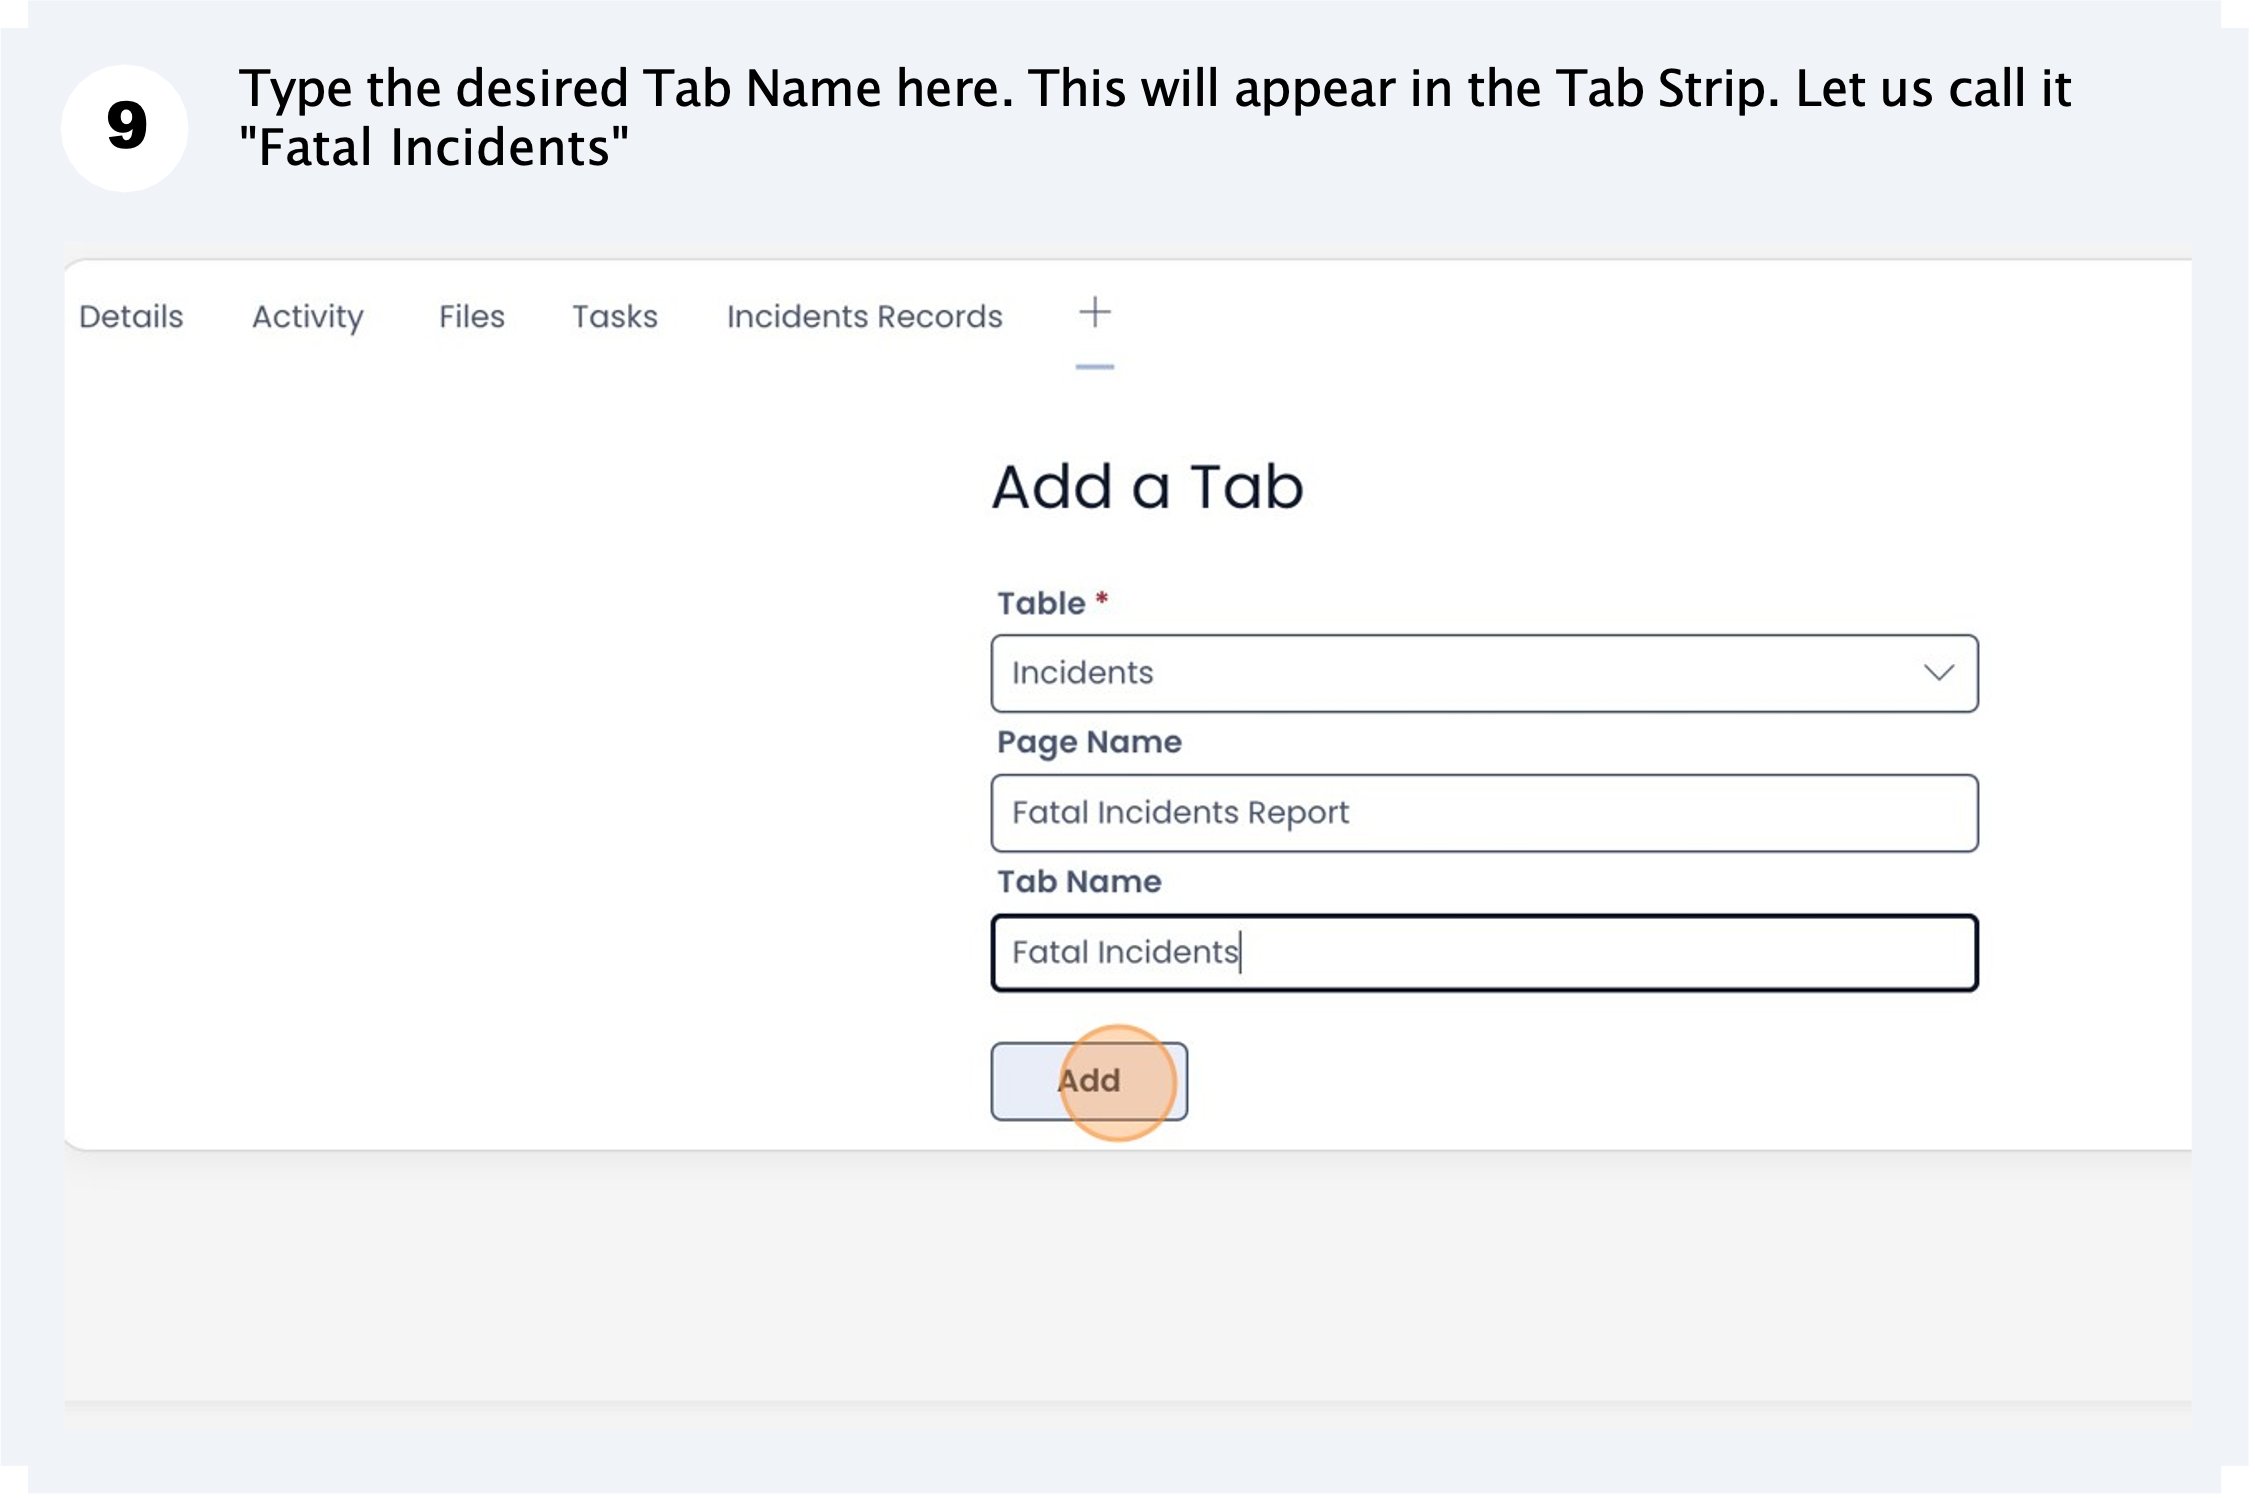 9
Type the desired Tab Name here. This will appear in the Tab Strip. Let us call it
"Fatal Incidents"
Details Activity Files Tasks Incidents Records +
Add a Tab
Table *
Incidents
Page Name
Fatal Incidents Report
Tab Name
Fatal Incidents
Add